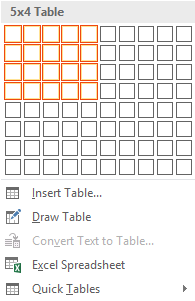 5x4 Table
Insert Table...
Draw Table
Convert Text to Table...
Excel Spreadsheet
Quick Tables